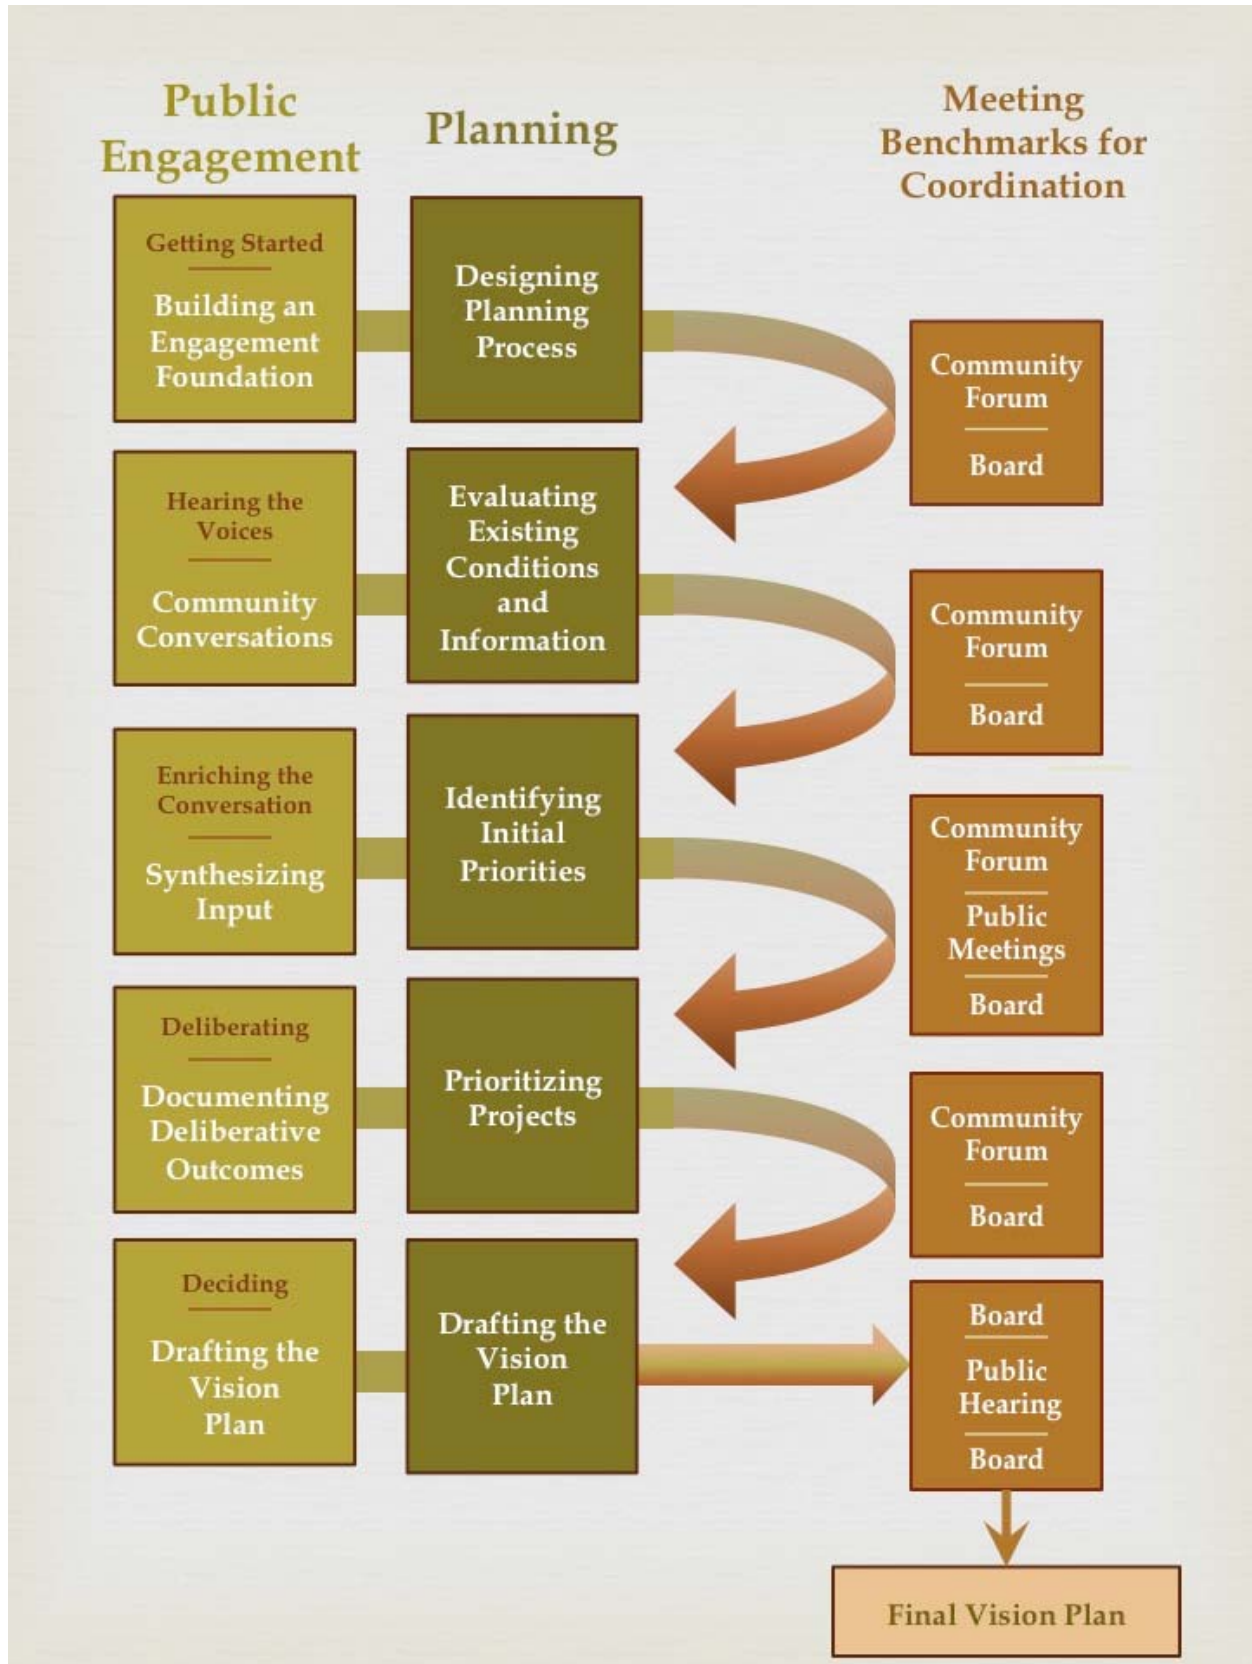 Public
Engagement
Planning
Meeting
Benchmarks for
Coordination
Getting Started
Building an
Engagement
Foundation
Designing
Planning
Process
Community
Forum
Board
Hearing the
Voices
Community
Conversations
Evaluating
Existing
Conditions
and
Information
Community
Forum
Board
Enriching the
Conversation
Synthesizing
Input
Identifying
Initial
Priorities
Community
Forum
Public
Meetings
Board
Deliberating
Documenting
Deliberative
Outcomes
Prioritizing
Projects
Community
Forum
Board
Deciding
Drafting the
Vision
Plan
Drafting the
Vision
Plan
Board
Public
Hearing
Board
Final Vision Plan